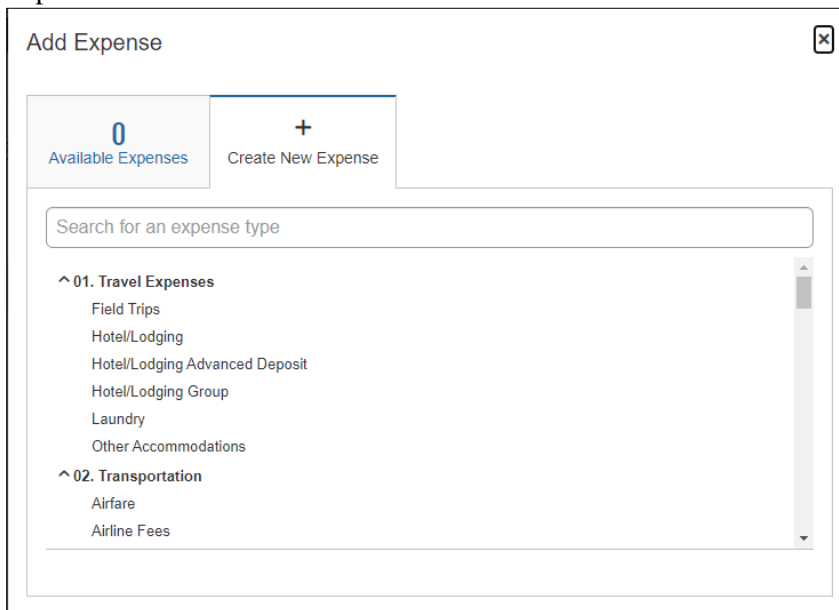 Add Expense
0
Available Expenses
+
Create New Expense
Search for an expense type
01. Travel Expenses
Field Trips
Hotel/Lodging
Hotel/Lodging Advanced Deposit
Hotel/Lodging Group
Laundry
Other Accommodations
02. Transportation
Airfare
Airline Fees